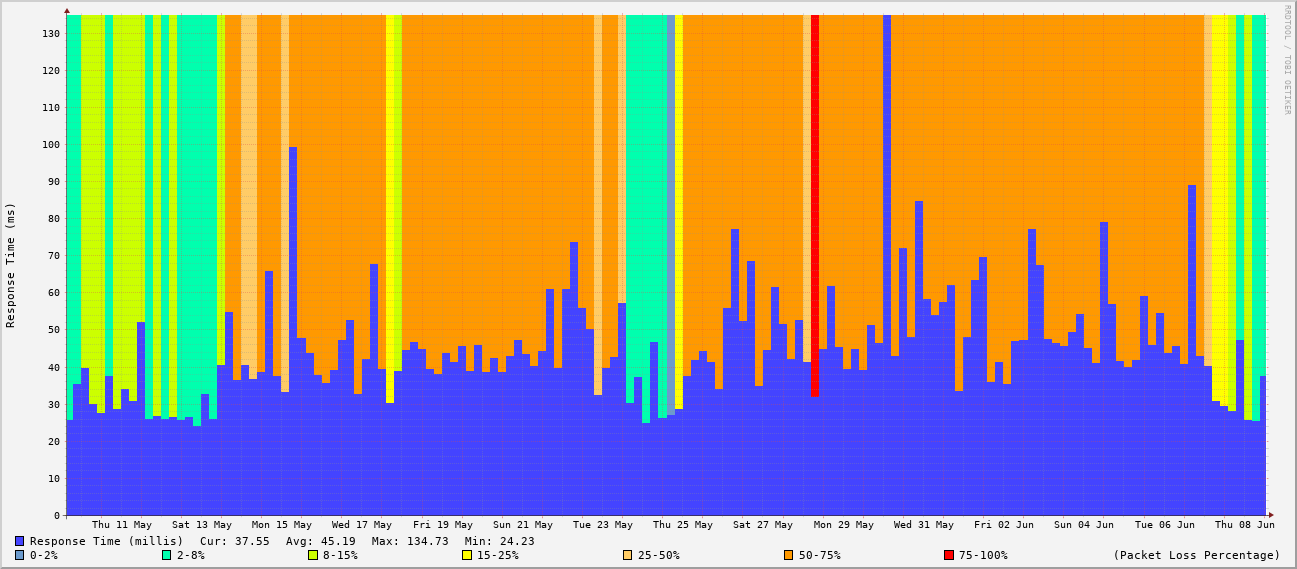 RRDTOOL / TOBI OETIKER
Response Time (ms)
130
120
110
100
90
80
70
60
50
40
30
20
10
0
Thu 11 May Sat 13 May Mon 15 May Wed 17 May Fri 19 May Sun 21 May Tue 23 May Thu 25 May Sat 27 May Mon 29 May Wed 31 May Fri 02 Jun Sun 04 Jun Tue 06 Jun Thu 08 Jun
Response Time (millis) Cur: 37.55 Avg: 45.19 Max: 134.73 Min: 24.23
0-2% 2-8% 8-15% 15-25% 25-50% 50-75% 75-100% (Packet Loss Percentage)